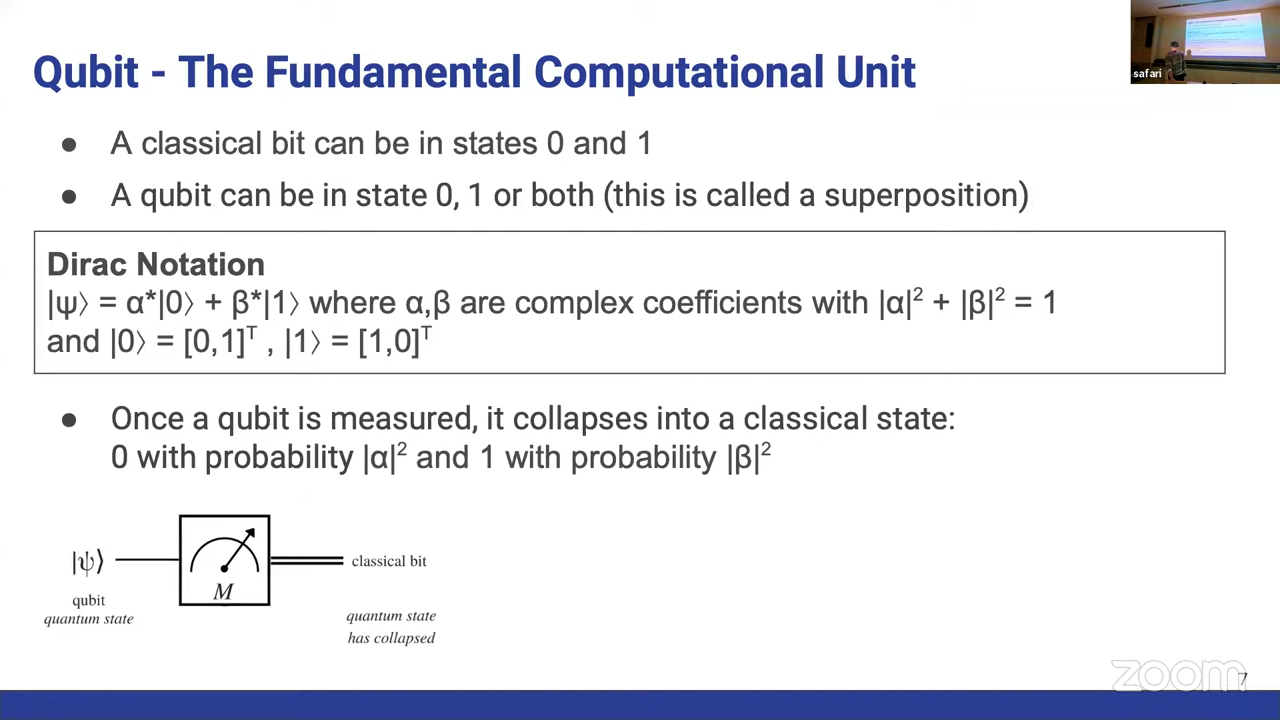 safari
Qubit - The Fundamental Computational Unit
● A classical bit can be in states 0 and 1
● A qubit can be in state 0, 1 or both (this is called a superposition)
Dirac Notation
|ψ⟩ = α*|0⟩ + β*|1⟩ where α,β are complex coefficients with |α|² + |β|² = 1
and |0⟩ = [0,1]ᵀ , |1⟩ = [1,0]ᵀ
● Once a qubit is measured, it collapses into a classical state:
0 with probability |α|² and 1 with probability |β|²
|ψ⟩
M
classical bit
qubit
quantum state
quantum state
has collapsed
zoom
7